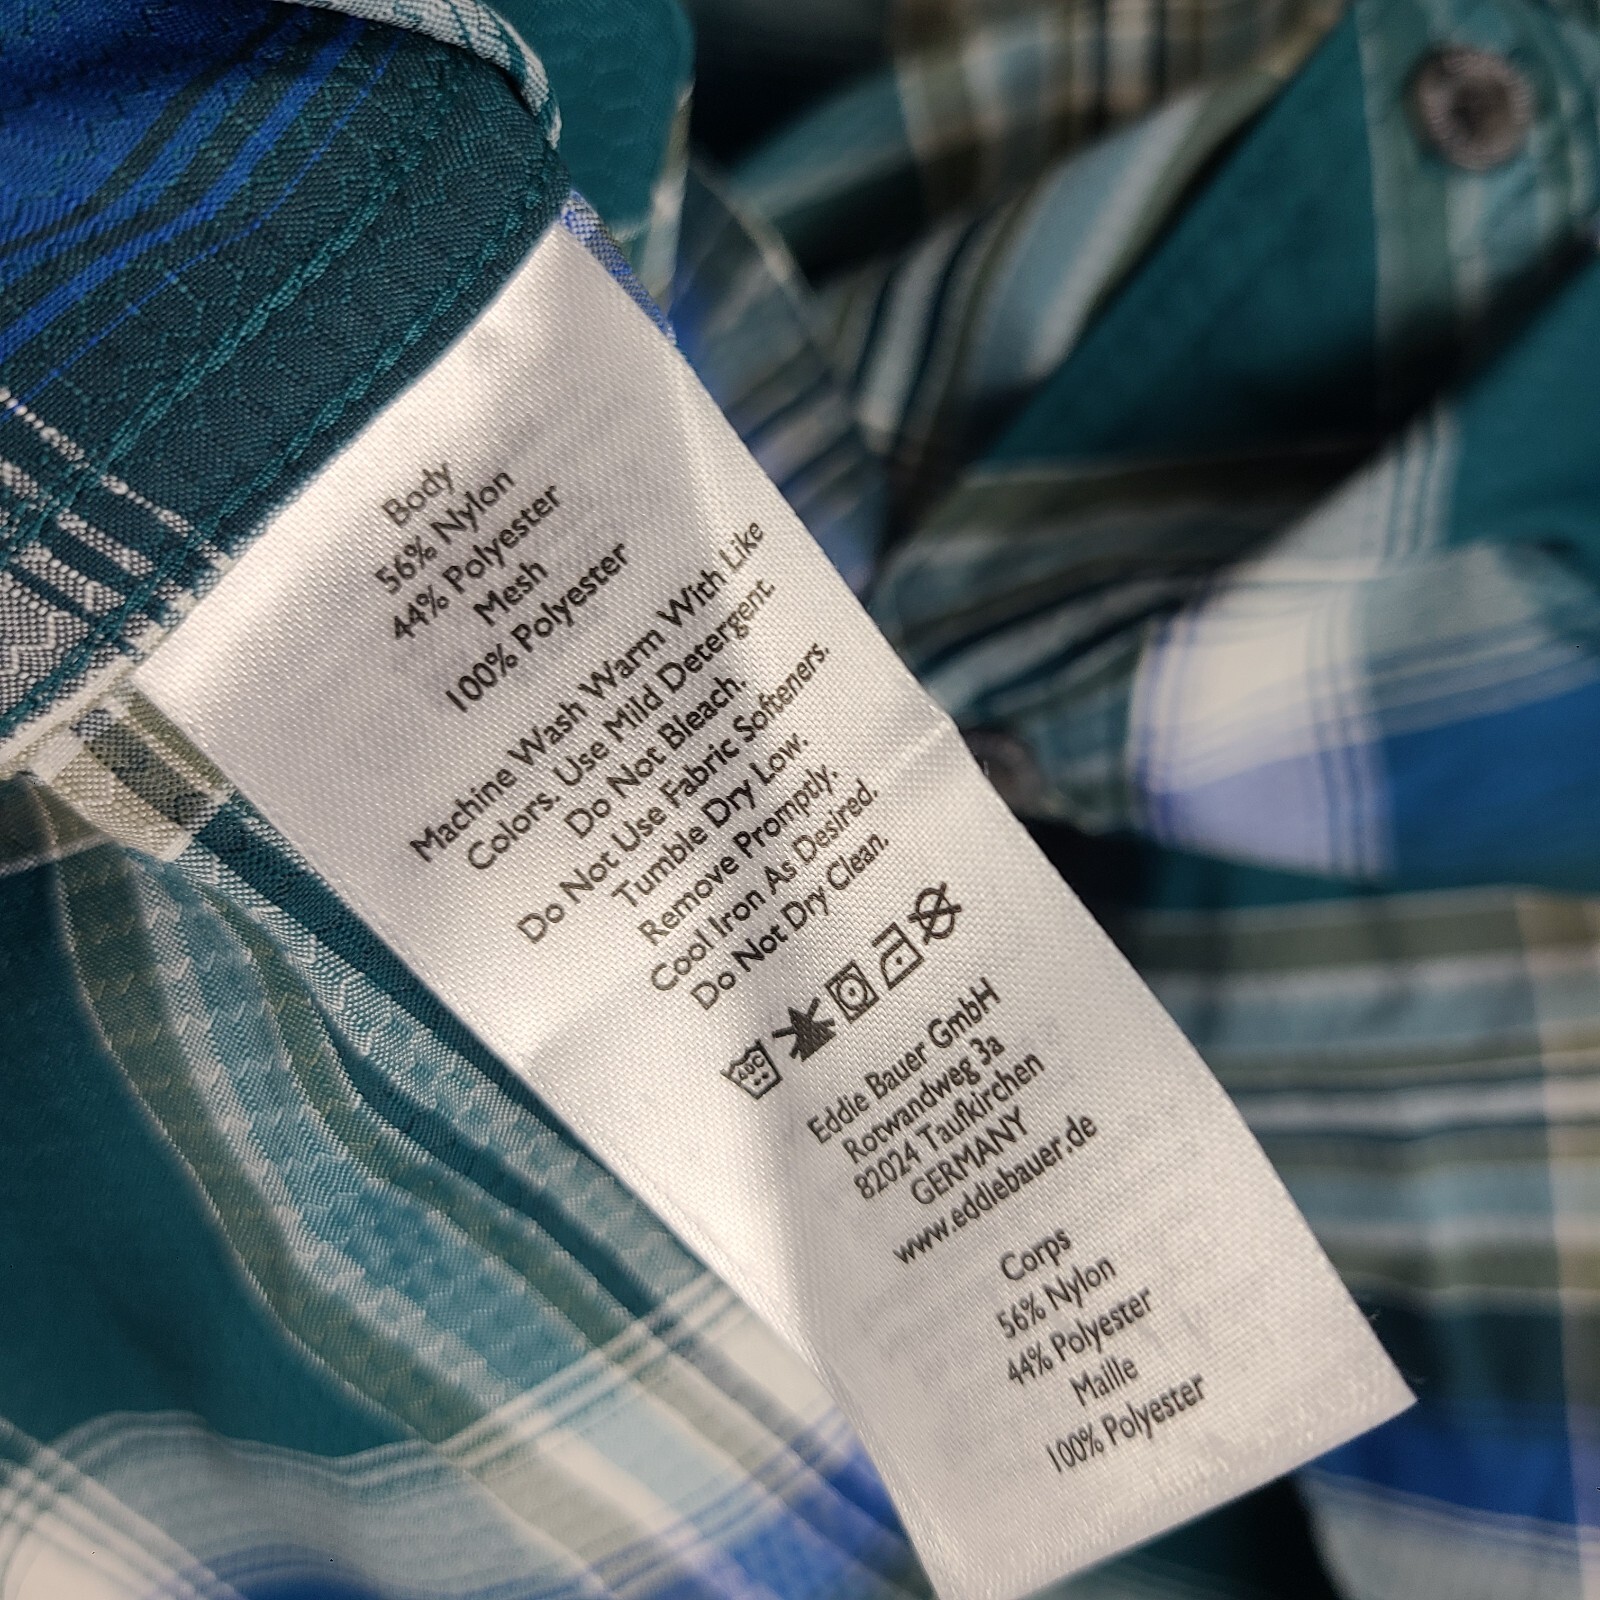 Body
56% Nylon
44% Polyester
Mesh
100% Polyester
Machine Wash Warm With Like
Colors. Use Mild Detergent.
Do Not Bleach.
Do Not Use Fabric Softeners.
Tumble Dry Low.
Remove Promptly.
Cool Iron As Desired.
Do Not Dry Clean.
40C
Eddie Bauer GmbH
Rotwandweg 3a
82024 Taufkirchen
GERMANY
www.eddiebauer.de
Corps
56% Nylon
44% Polyester
Maille
100% Polyester